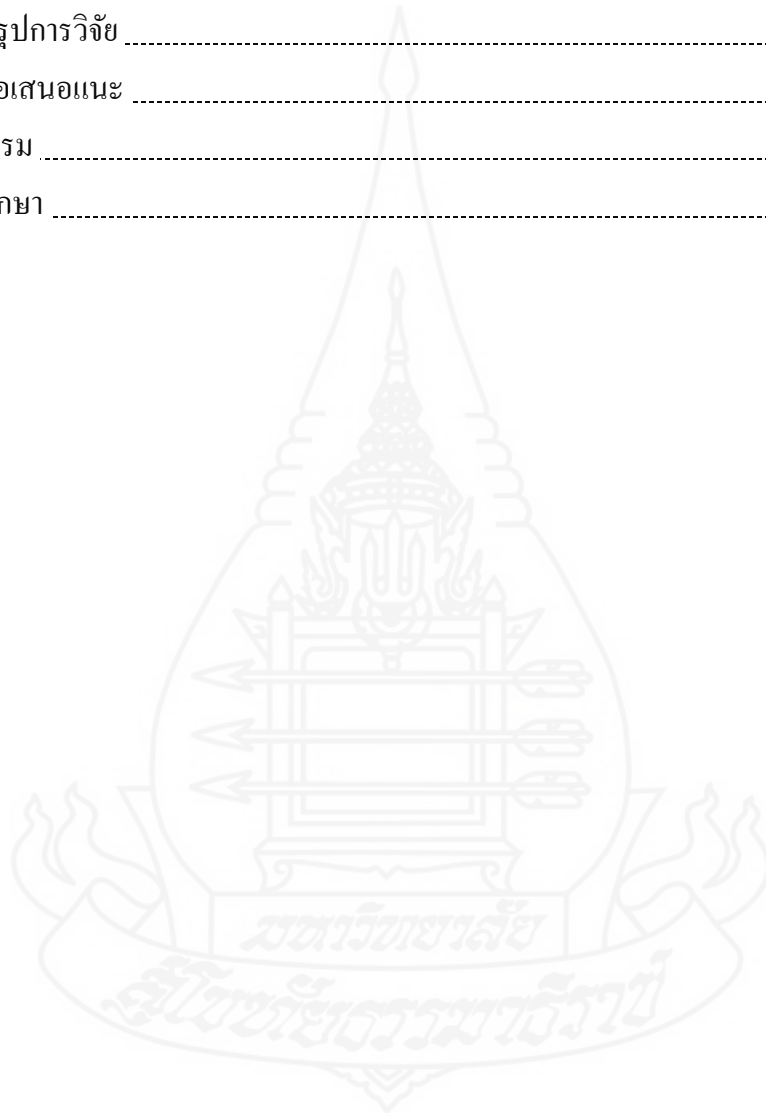 รุปการวิจัย
อเสนอแนะ
รรม
กษา
มหาวิทยาลัย
สุโขทัยธรรมาธิราช